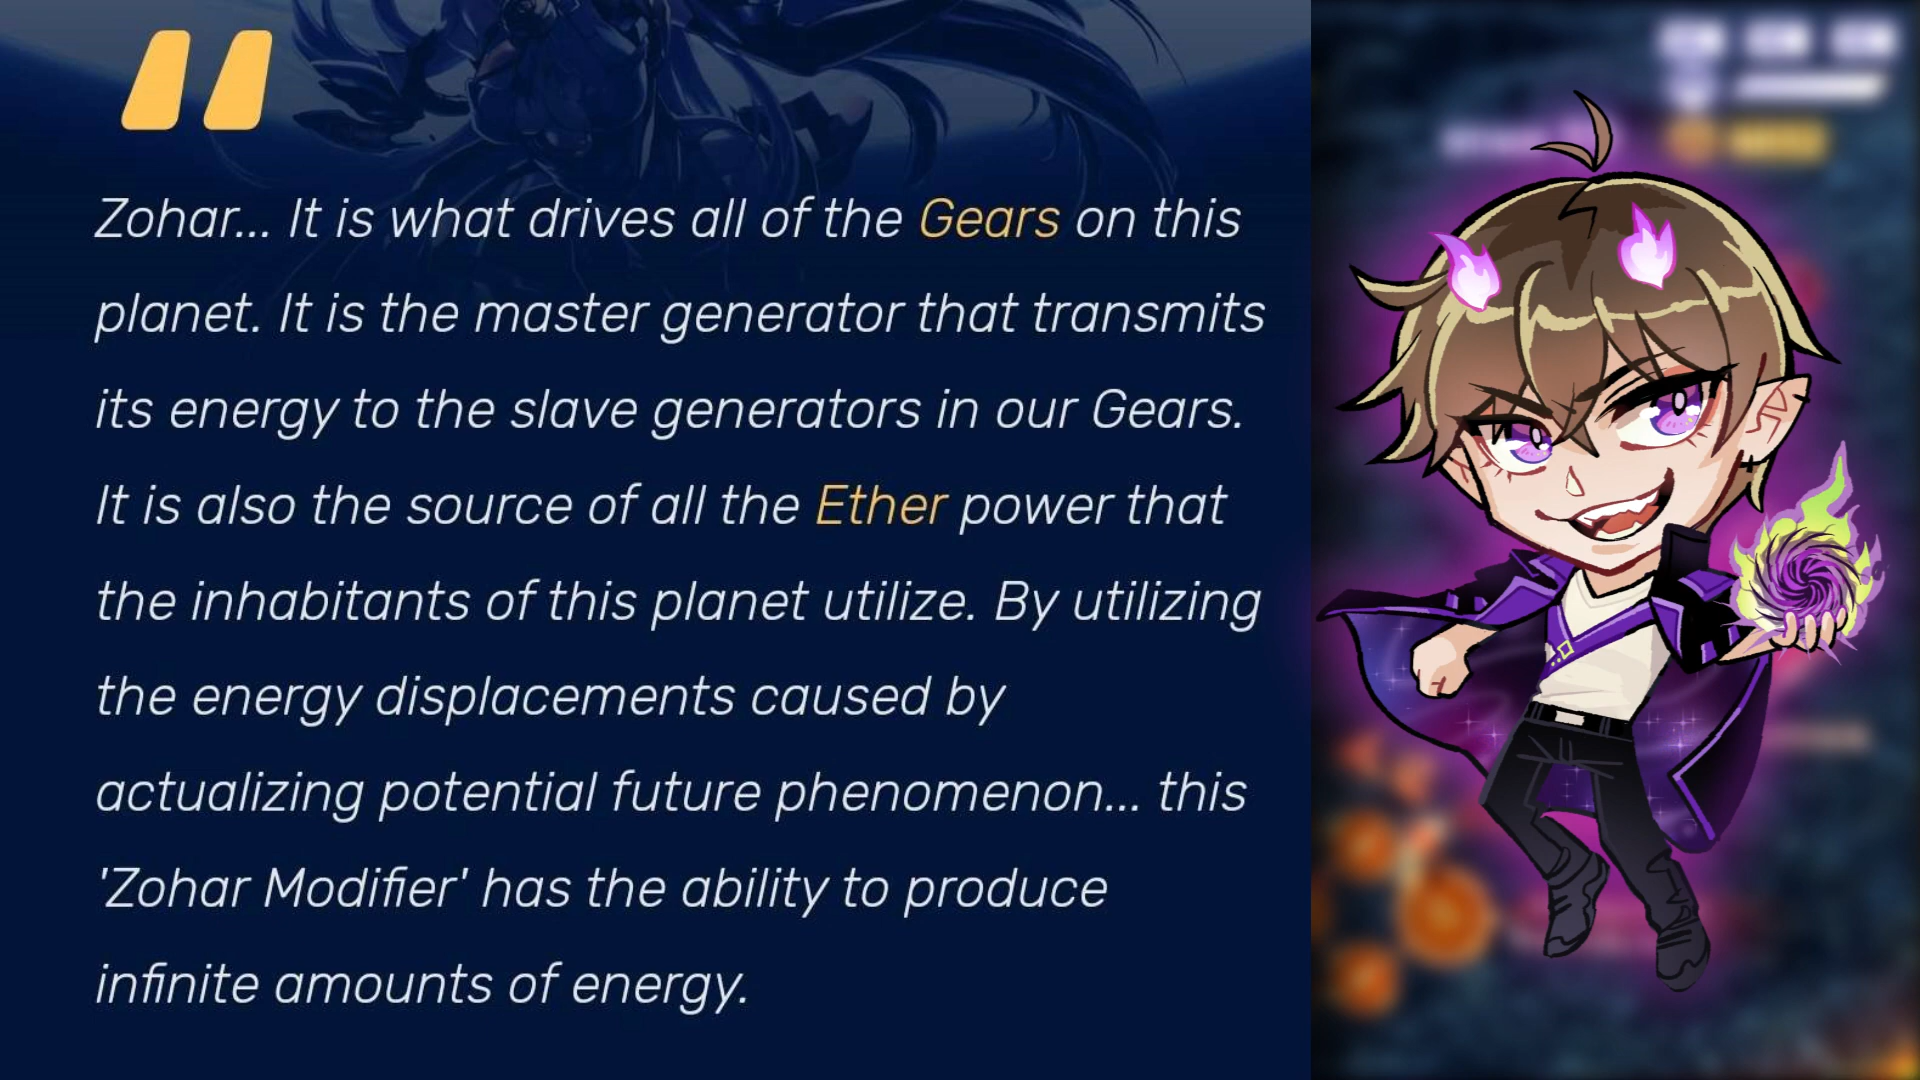 Zohar... It is what drives all of the Gears on this
planet. It is the master generator that transmits
its energy to the slave generators in our Gears.
It is also the source of all the Ether power that
the inhabitants of this planet utilize. By utilizing
the energy displacements caused by
actualizing potential future phenomenon... this
'Zohar Modifier' has the ability to produce
infinite amounts of energy.